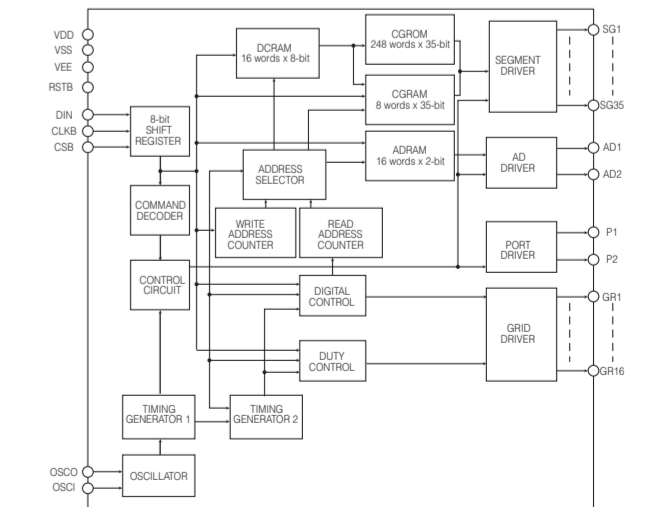 VDD
VSS
VEE
RSTB
DIN
CLKB
CSB
8-bit
SHIFT
REGISTER
COMMAND
DECODER
CONTROL
CIRCUIT
TIMING
GENERATOR 1
OSCO
OSCI
OSCILLATOR
DCRAM
16 words x 8-bit
ADDRESS
SELECTOR
WRITE
ADDRESS
COUNTER
READ
ADDRESS
COUNTER
DIGITAL
CONTROL
DUTY
CONTROL
TIMING
GENERATOR 2
CGROM
248 words x 35-bit
CGRAM
8 words x 35-bit
ADRAM
16 words x 2-bit
SEGMENT
DRIVER
AD
DRIVER
PORT
DRIVER
GRID
DRIVER
SG1
SG35
AD1
AD2
P1
P2
GR1
GR16